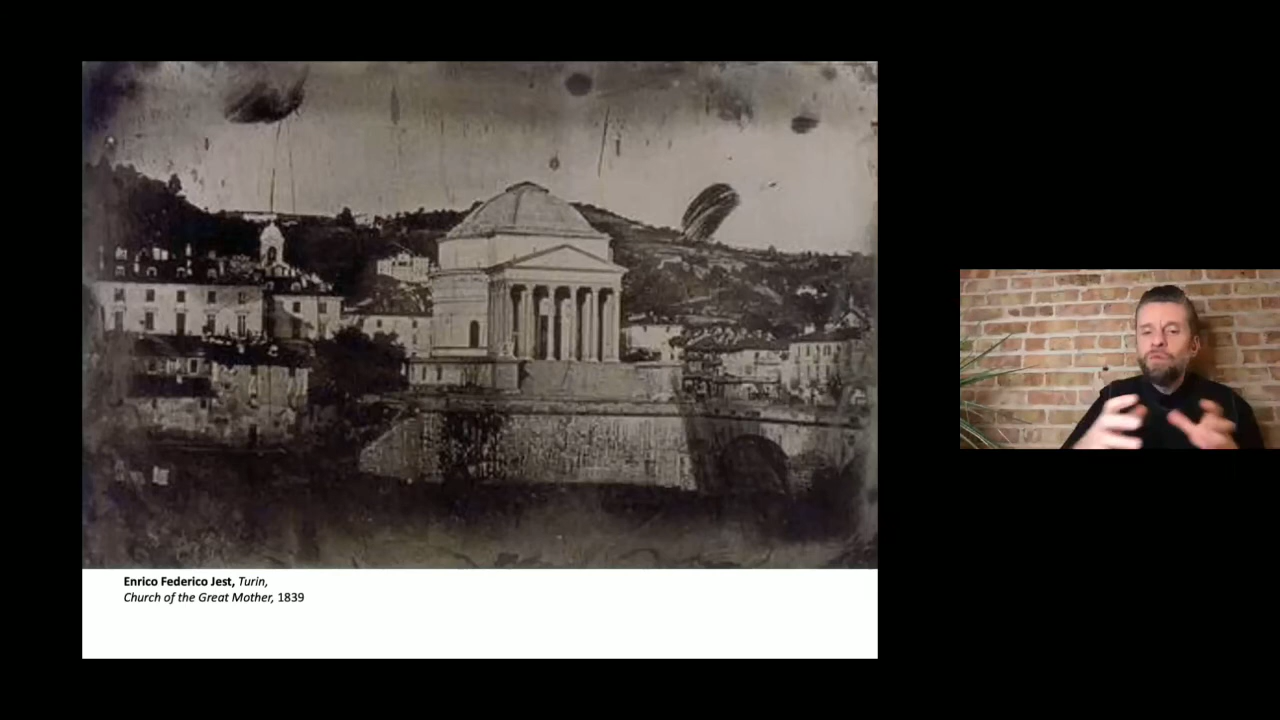 Enrico Federico Jest, Turin,
Church of the Great Mother, 1839